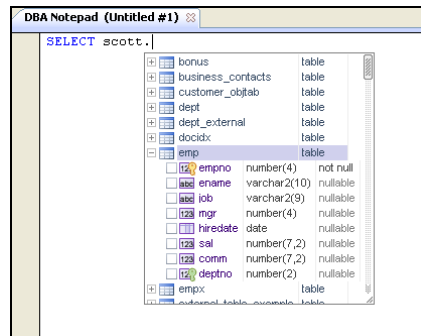 DBA Notepad (Untitled #1)
SELECT scott.
bonus table
business_contacts table
customer_objtab table
dept table
dept_external table
docidx table
emp table
empno number(4) not null
ename varchar2(10) nullable
job varchar2(9) nullable
mgr number(4) nullable
hiredate date nullable
sal number(7,2) nullable
comm number(7,2) nullable
deptno number(2) nullable
empx table
external_table_example table